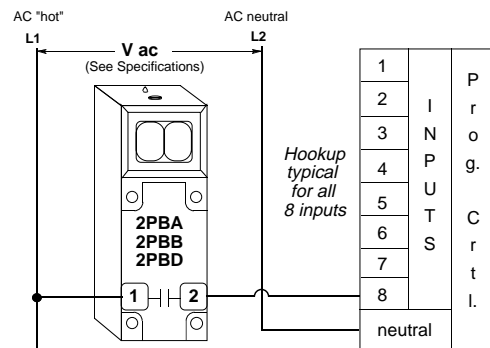 AC "hot"
L1
AC neutral
L2
V ac
(See Specifications)
2PBA
2PBB
2PBD
1
2
Hookup
typical
for all
8 inputs
1
2
3
4
5
6
7
8
neutral
INPUTS
Prog. Crtl.